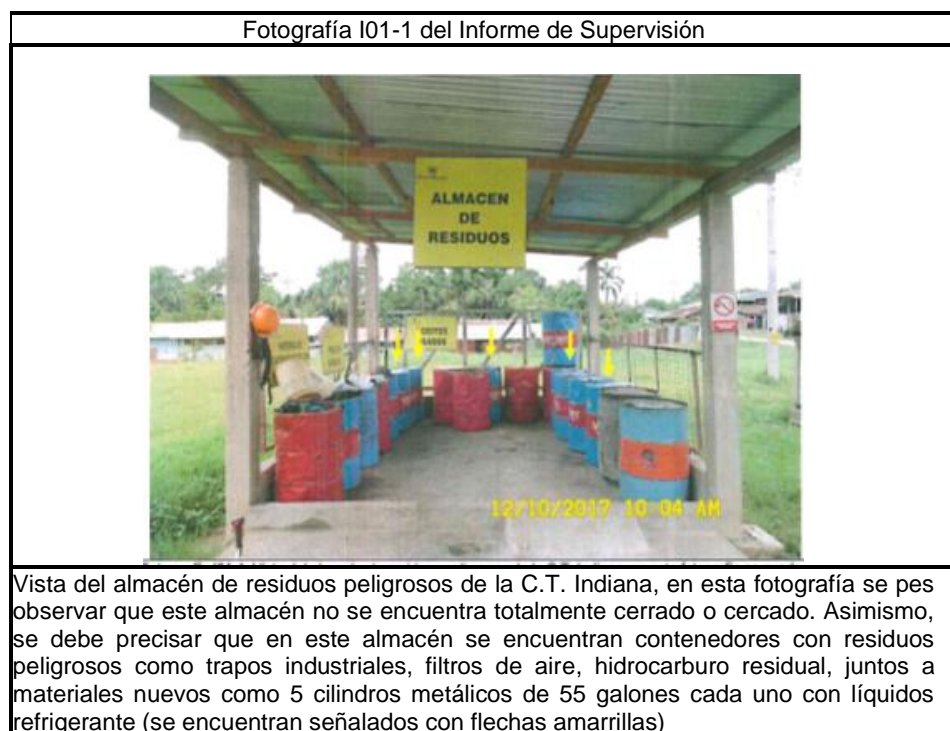 Fotografía I01-1 del Informe de Supervisión
ALMACEN
DE
RESIDUOS
12/10/2017 10:04 AM
Vista del almacén de residuos peligrosos de la C.T. Indiana, en esta fotografía se pes
observar que este almacén no se encuentra totalmente cerrado o cercado. Asimismo,
se debe precisar que en este almacén se encuentran contenedores con residuos
peligrosos como trapos industriales, filtros de aire, hidrocarburo residual, juntos a
materiales nuevos como 5 cilindros metálicos de 55 galones cada uno con líquidos
refrigerante (se encuentran señalados con flechas amarrillas)